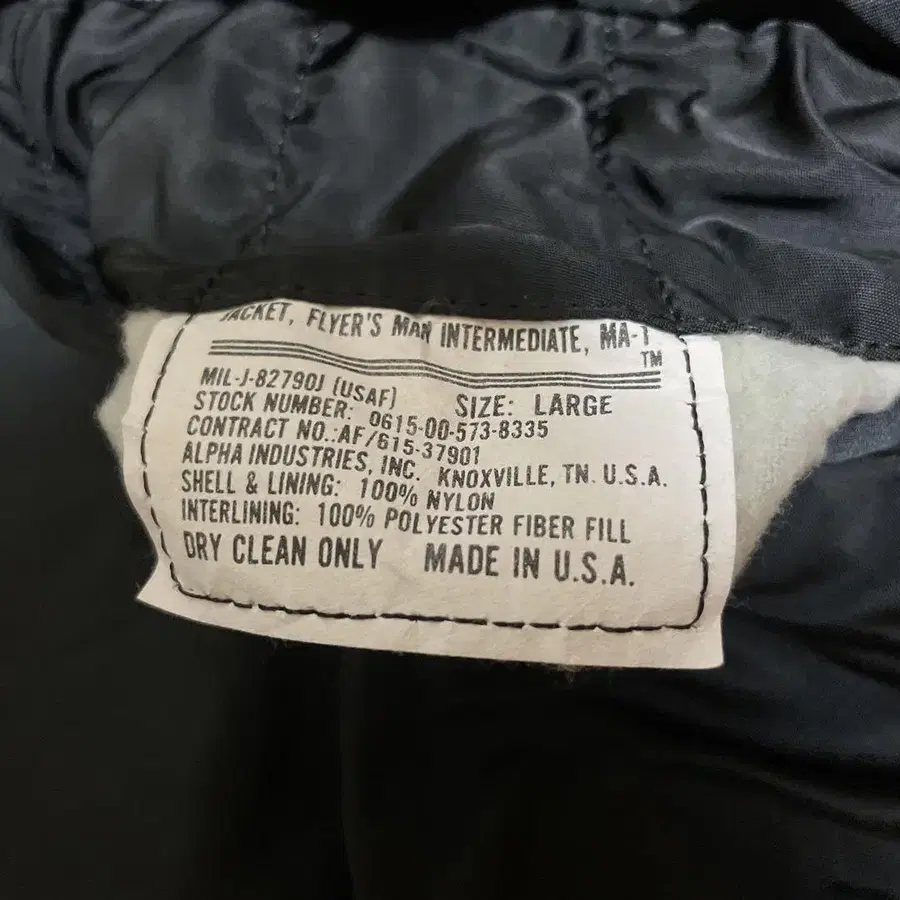 JACKET, FLYER'S MAN INTERMEDIATE, MA-1
TM
MIL-J-82790J (USAF) SIZE: LARGE
STOCK NUMBER: 0615-00-573-8335
CONTRACT NO.:AF/615-37901
ALPHA INDUSTRIES, INC. KNOXVILLE, TN. U.S.A.
SHELL & LINING: 100% NYLON
INTERLINING: 100% POLYESTER FIBER FILL
DRY CLEAN ONLY MADE IN U.S.A.